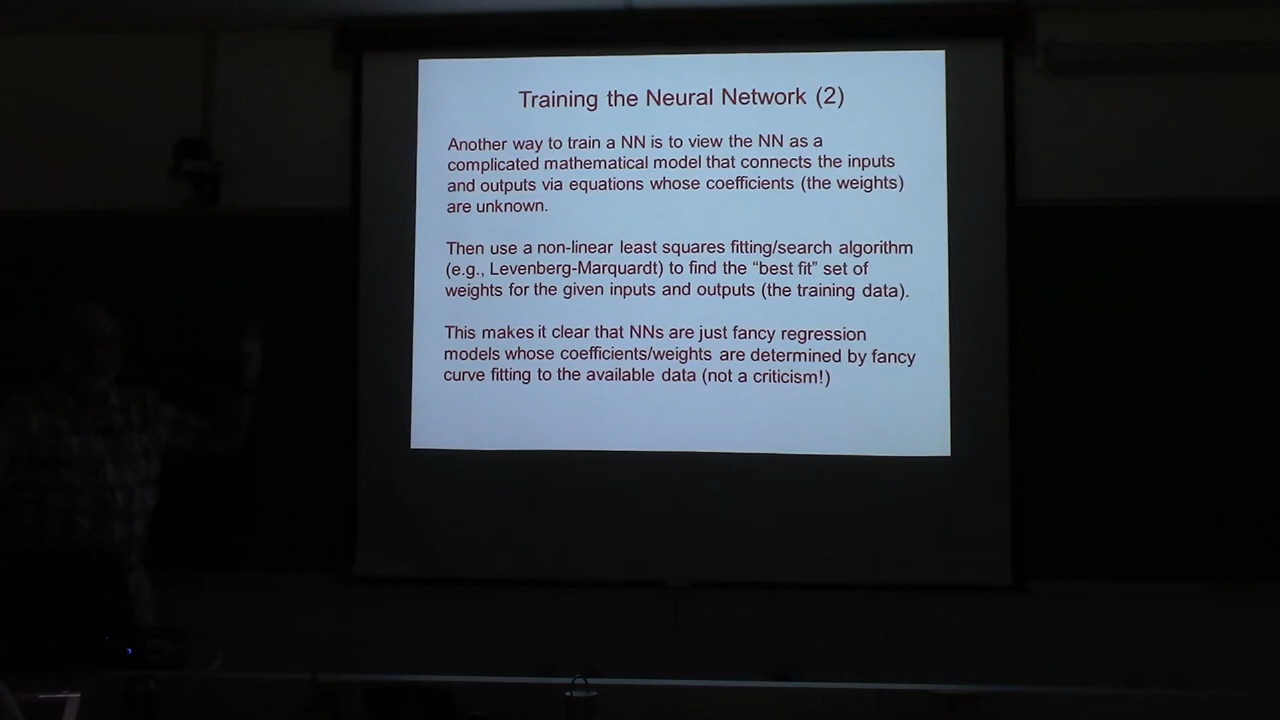 Training the Neural Network (2)
Another way to train a NN is to view the NN as a
complicated mathematical model that connects the inputs
and outputs via equations whose coefficients (the weights)
are unknown.
Then use a non-linear least squares fitting/search algorithm
(e.g., Levenberg-Marquardt) to find the “best fit” set of
weights for the given inputs and outputs (the training data).
This makes it clear that NNs are just fancy regression
models whose coefficients/weights are determined by fancy
curve fitting to the available data (not a criticism!)